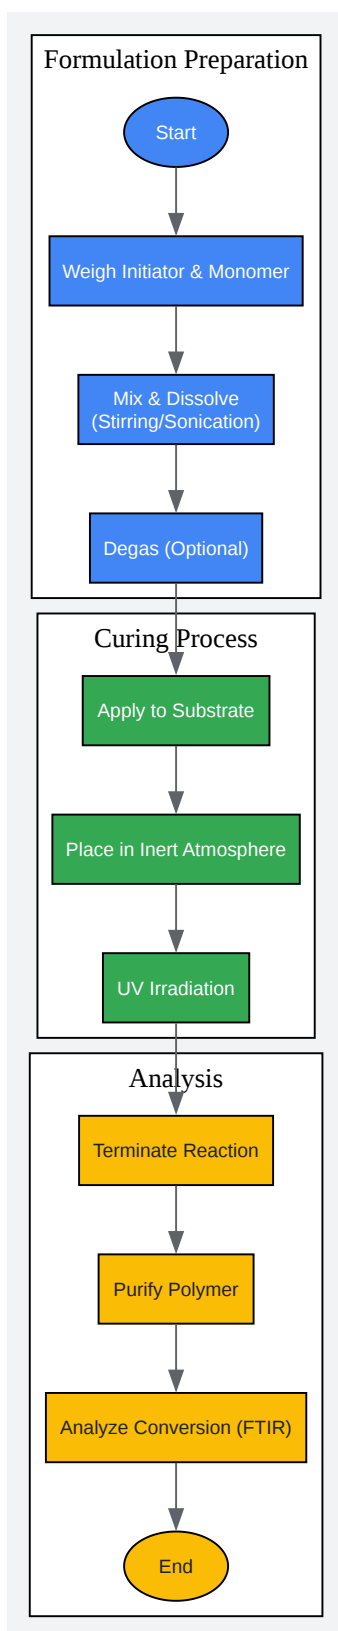 Formulation Preparation
Start
Weigh Initiator & Monomer
Mix & Dissolve
(Stirring/Sonication)
Degas (Optional)
Curing Process
Apply to Substrate
Place in Inert Atmosphere
UV Irradiation
Analysis
Terminate Reaction
Purify Polymer
Analyze Conversion (FTIR)
End